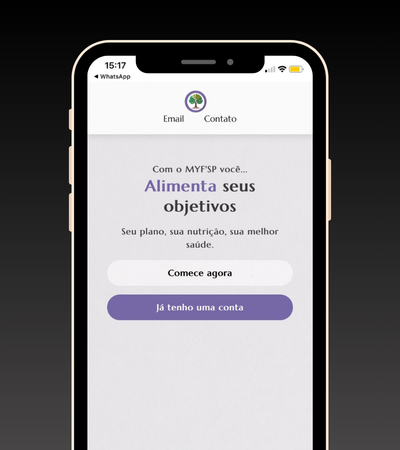 15:17
◀ WhatsApp
Email Contato
Com o MYF'SP você...
Alimenta seus
objetivos
Seu plano, sua nutrição, sua melhor
saúde.
Comece agora
Já tenho uma conta